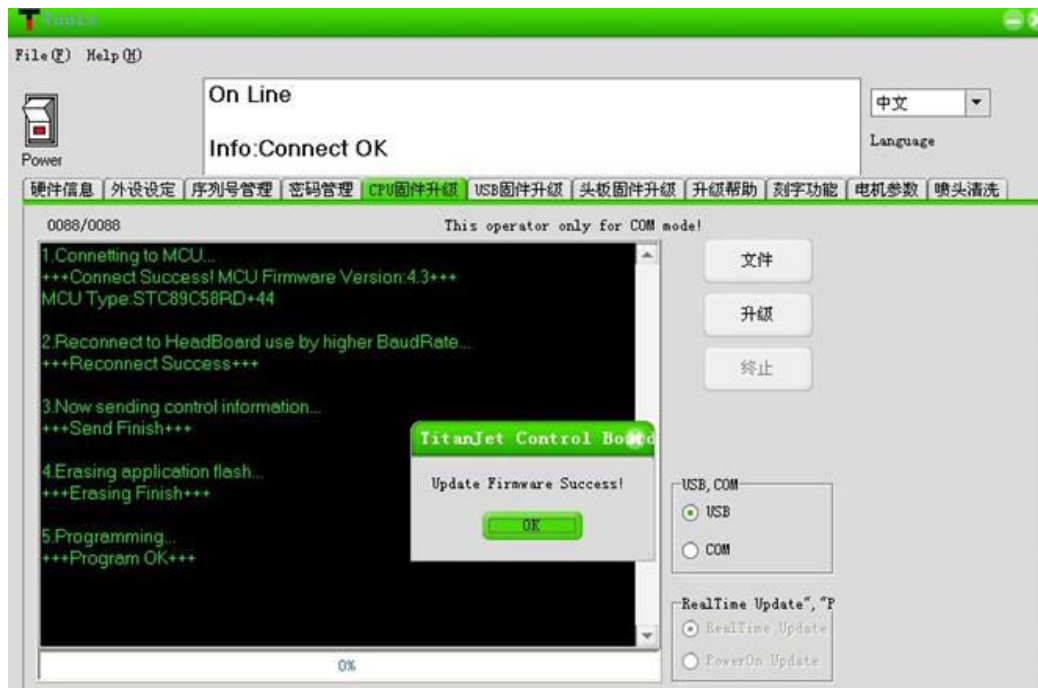 TTools
File(F) Help(H)
On Line
中文
Info:Connect OK
Language
Power
硬件信息 外设设定 序列号管理 密码管理 CPU固件升级 USB固件升级 头板固件升级 升级帮助 刻字功能 电机参数 喷头清洗
0088/0088 This operator only for COM mode!
1.Connetting to MCU...
+++Connect Success! MCU Firmware Version:4.3+++
MCU Type:STC89C58RD+44
2.Reconnect to HeadBoard use by higher BaudRate...
+++Reconnect Success+++
3.Now sending control information...
+++Send Finish+++
4.Erasing application flash...
+++Erasing Finish+++
5.Programming...
+++Program OK+++
文件
升级
终止
TitanJet Control Board
Update Firmware Success!
OK
USB,COM
USB
COM
RealTime Update","P
RealTime Update
PowerOn Update
0%